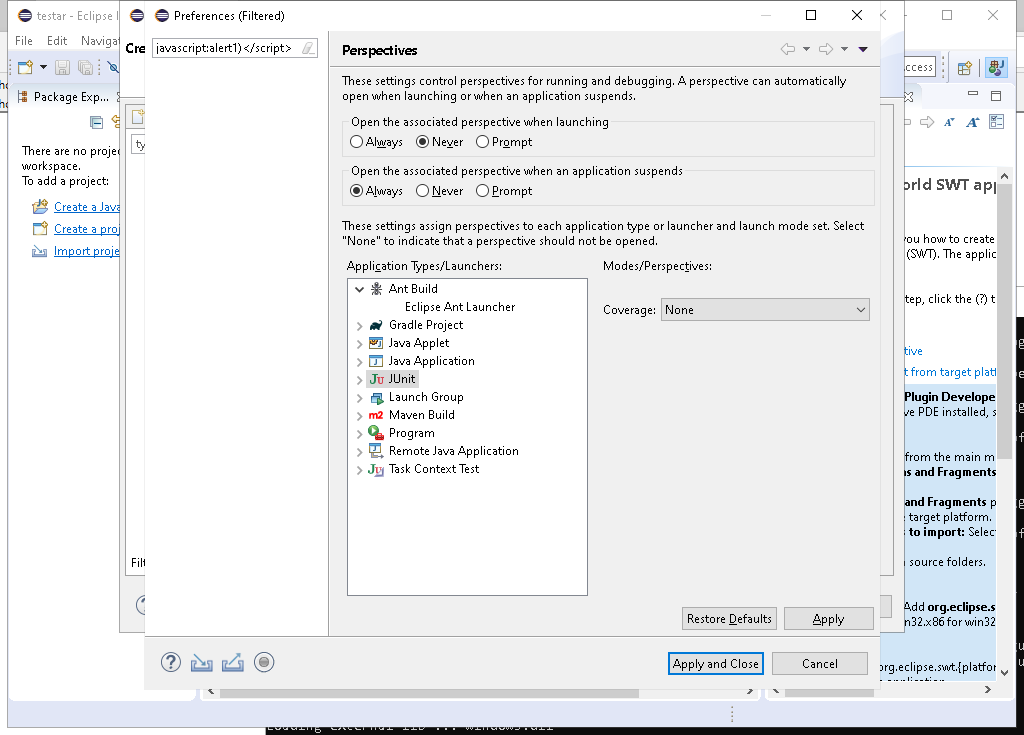 testar - Eclipse I
Preferences (Filtered)
File Edit Navigat
Cre
javascript:alert1)</script>
Perspectives
ccess
Package Exp...
These settings control perspectives for running and debugging. A perspective can automatically
open when launching or when an application suspends.
Open the associated perspective when launching
Always Never Prompt
ty
There are no projec
workspace.
To add a project:
Open the associated perspective when an application suspends
Always Never Prompt
orld SWT app
Create a Java
Create a proj
Import proje
These settings assign perspectives to each application type or launcher and launch mode set. Select
"None" to indicate that a perspective should not be opened.
you how to create
(SWT). The applic
Application Types/Launchers:
Modes/Perspectives:
Ant Build
Eclipse Ant Launcher
Coverage: None
tep, click the (?) t
Gradle Project
Java Applet
Java Application
JUnit
Launch Group
Maven Build
Program
Remote Java Application
Task Context Test
tive
t from target platf
Plugin Develope
ve PDE installed, s
from the main m
ns and Fragments
and Fragments p
target platform.
to import: Selec
source folders.
Filt
Add org.eclipse.s
n32.x86 for win32
Restore Defaults
Apply
Apply and Close
Cancel
org.eclipse.swt.{platfor
application
Loading external lib ... windows.dll